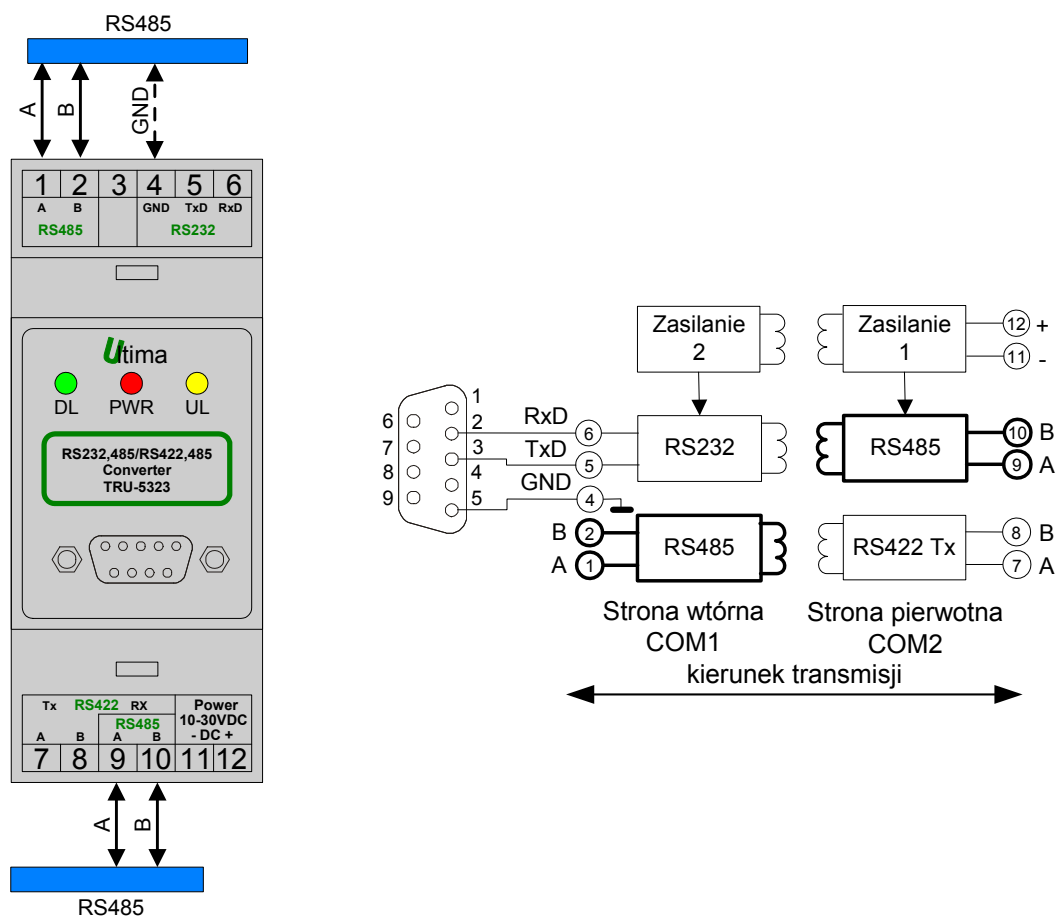 RS485
A B GND
1 2 3 4 5 6
A B GND TxD RxD
RS485 RS232
Ultima
DL PWR UL
RS232,485/RS422,485
Converter
TRU-5323
Tx RS422 RX Power
RS485 10-30VDC
A B A B - DC +
7 8 9 10 11 12
A B
RS485
Zasilanie
2
Zasilanie
1
12 +
11 -
1
6 2
7 3
8 4
9 5
RxD 6
TxD 5
GND 4
RS232
RS485
10 B
9 A
B 2
A 1
RS485
RS422 Tx
8 B
7 A
Strona wtórna
COM1
Strona pierwotna
COM2
kierunek transmisji